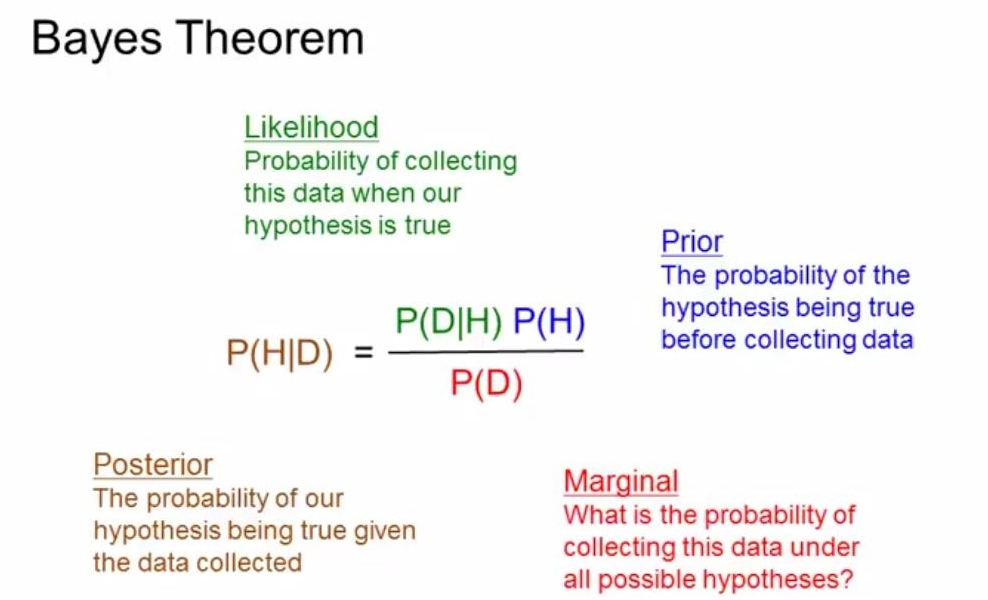 Bayes Theorem
Likelihood
Probability of collecting
this data when our
hypothesis is true
Prior
The probability of the
hypothesis being true
before collecting data
P(H|D) = P(D|H) P(H)
P(D)
Posterior
The probability of our
hypothesis being true given
the data collected
Marginal
What is the probability of
collecting this data under
all possible hypotheses?